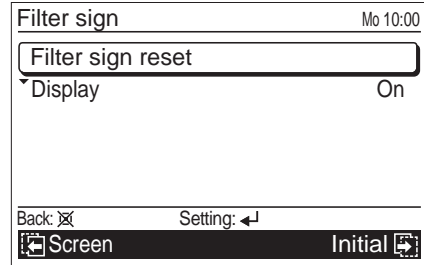 Filter sign Mo 10:00
Filter sign reset
Display On
Back: Setting:
Screen Initial